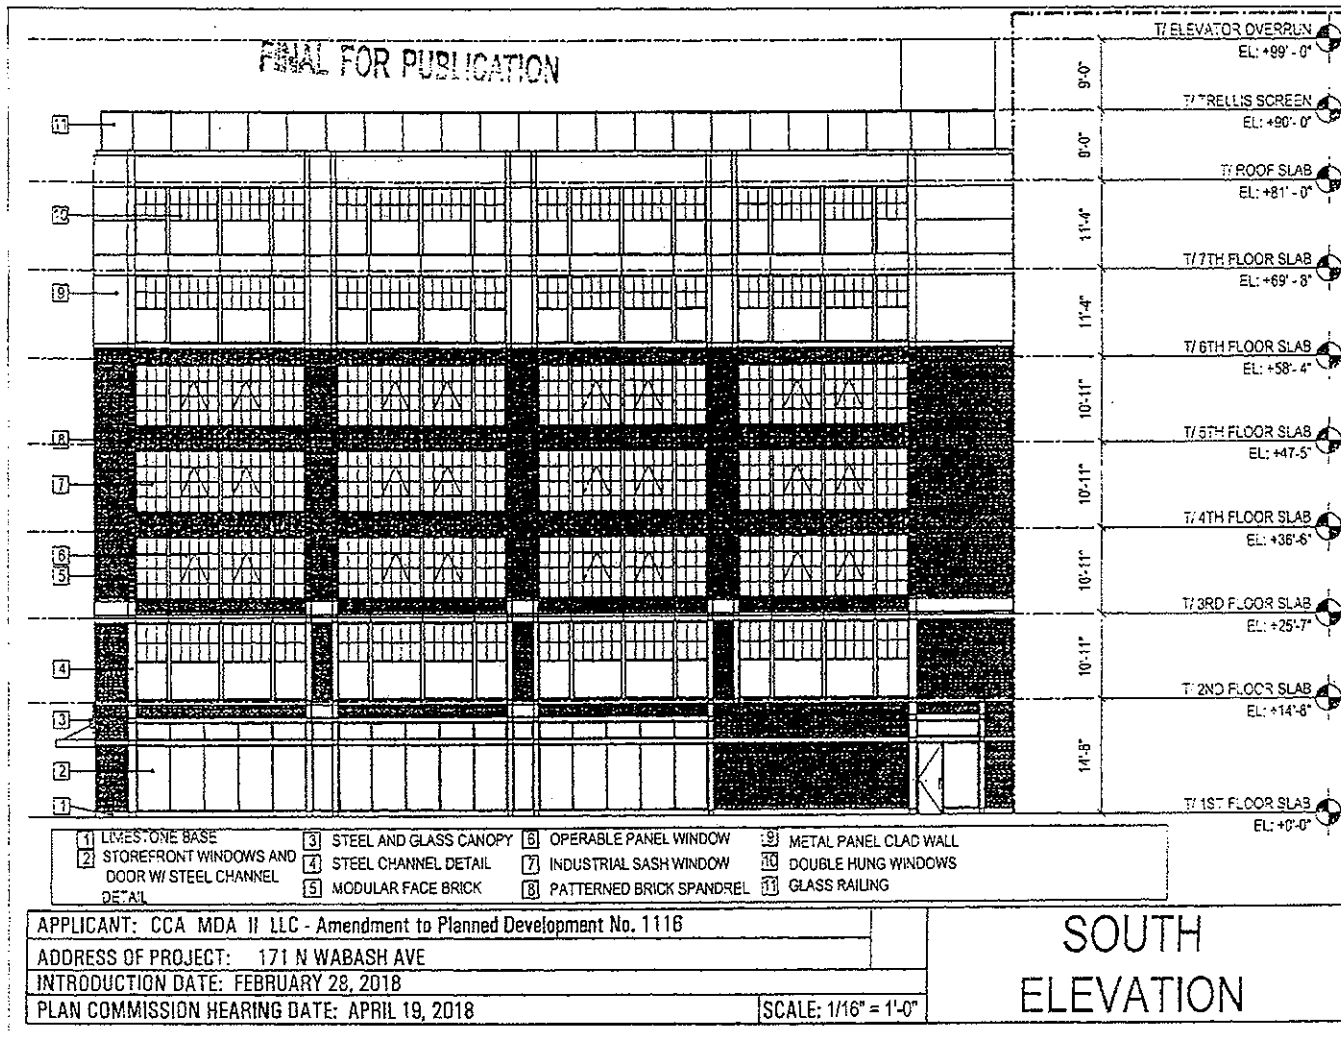 FINAL FOR PUBLICATION
T/ ELEVATOR OVERRUN
EL: +99' - 0"
9'-0"
T/ TRELLIS SCREEN
EL: +90'- 0"
11
9'-0"
T/ ROOF SLAB
EL: +81' - 0"
10
11'-4"
T/ 7TH FLOOR SLAB
EL: +69' - 8"
9
11'-4"
T/ 6TH FLOOR SLAB
EL: +58'- 4"
10'-11"
8
T/ 5TH FLOOR SLAB
EL: +47'-5"
7
10'-11"
T/ 4TH FLOOR SLAB
EL: +36'-6"
6
5
10'-11"
T/ 3RD FLOOR SLAB
EL: +25'-7"
4
10'-11"
T/ 2ND FLOOR SLAB
EL: +14'-8"
3
2
14'-8"
1
T/ 1ST FLOOR SLAB
EL: +0'-0"
1 LIMESTONE BASE
2 STOREFRONT WINDOWS AND
DOOR W/ STEEL CHANNEL
DETAIL
3 STEEL AND GLASS CANOPY
4 STEEL CHANNEL DETAIL
5 MODULAR FACE BRICK
6 OPERABLE PANEL WINDOW
7 INDUSTRIAL SASH WINDOW
8 PATTERNED BRICK SPANDREL
9 METAL PANEL CLAD WALL
10 DOUBLE HUNG WINDOWS
11 GLASS RAILING
APPLICANT: CCA MDA II LLC - Amendment to Planned Development No. 1116
ADDRESS OF PROJECT: 171 N WABASH AVE
INTRODUCTION DATE: FEBRUARY 28, 2018
PLAN COMMISSION HEARING DATE: APRIL 19, 2018
SCALE: 1/16" = 1'-0"
SOUTH
ELEVATION